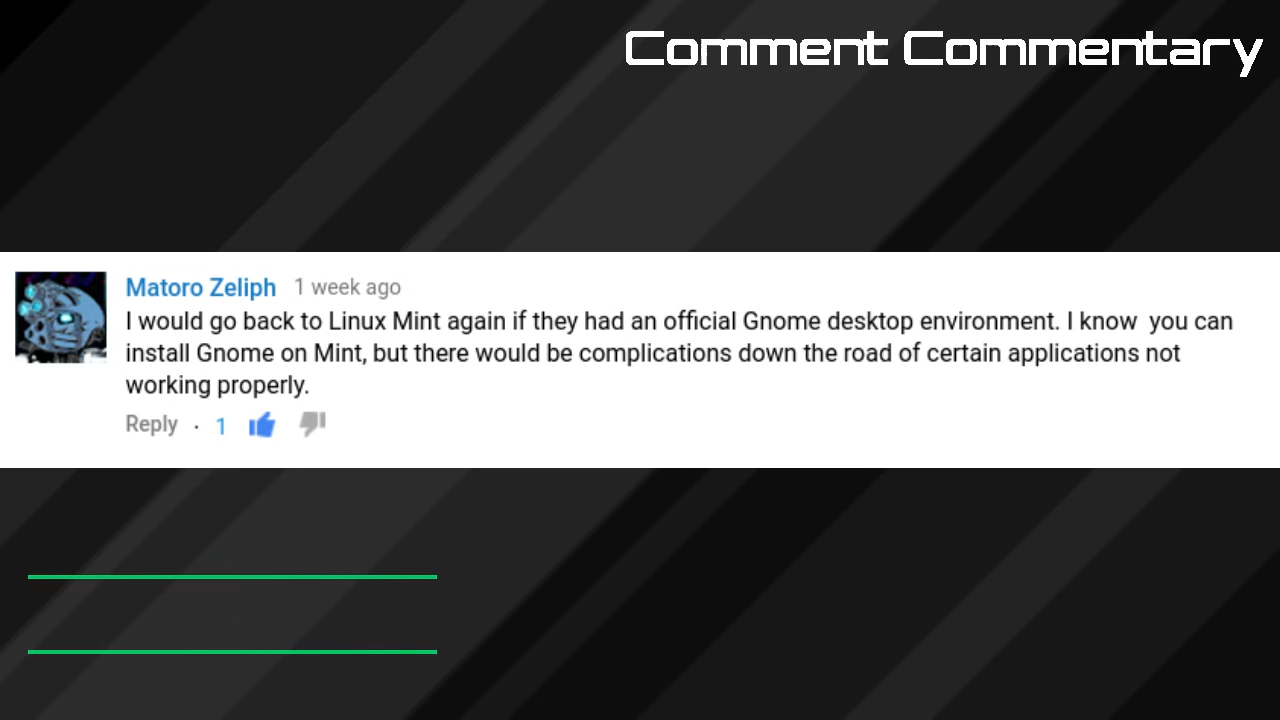 Comment Commentary
Matoro Zeliph 1 week ago
I would go back to Linux Mint again if they had an official Gnome desktop environment. I know  you can
install Gnome on Mint, but there would be complications down the road of certain applications not
working properly.
Reply · 1